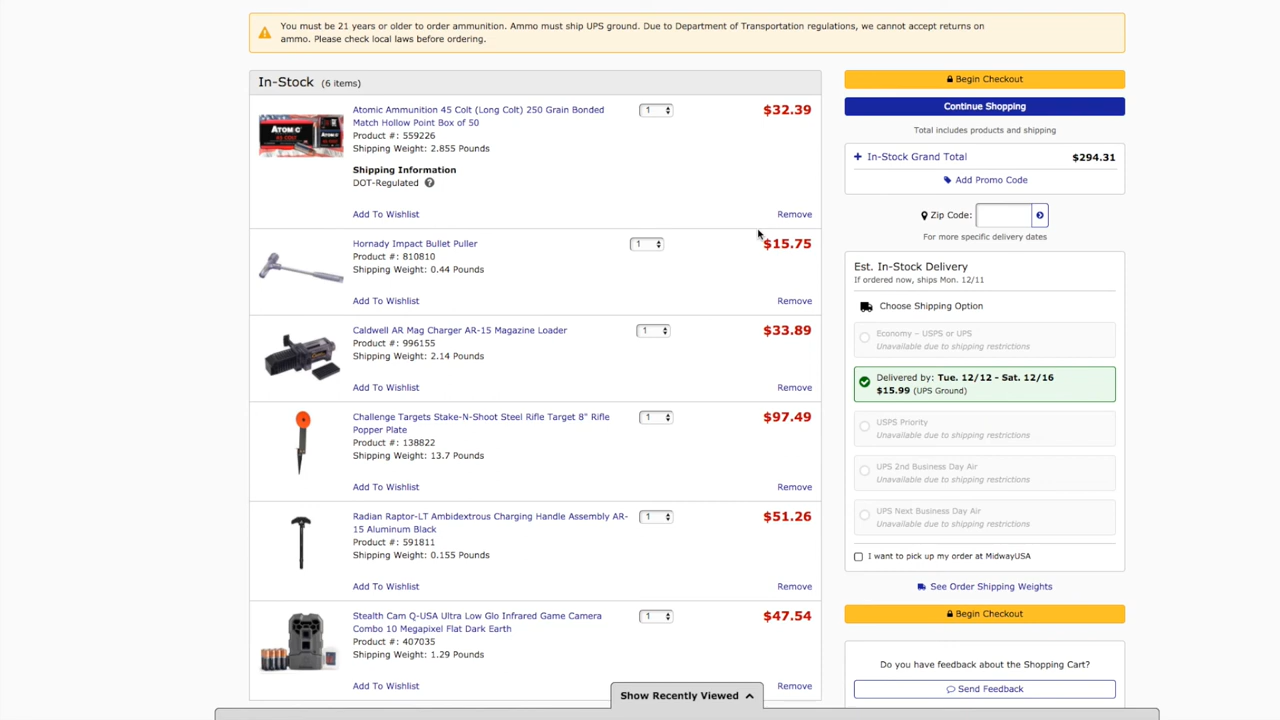 You must be 21 years or older to order ammunition. Ammo must ship UPS ground. Due to Department of Transportation regulations, we cannot accept returns on
ammo. Please check local laws before ordering.
In-Stock (6 items)
ATOMIC
Atomic Ammunition 45 Colt (Long Colt) 250 Grain Bonded
Match Hollow Point Box of 50
Product #: 559226
Shipping Weight: 2.855 Pounds
Shipping Information
DOT-Regulated ?
1
$32.39
Add To Wishlist
Remove
Hornady Impact Bullet Puller
Product #: 810810
Shipping Weight: 0.44 Pounds
1
$15.75
Add To Wishlist
Remove
Caldwell AR Mag Charger AR-15 Magazine Loader
Product #: 996155
Shipping Weight: 2.14 Pounds
1
$33.89
Add To Wishlist
Remove
Challenge Targets Stake-N-Shoot Steel Rifle Target 8" Rifle
Popper Plate
Product #: 138822
Shipping Weight: 13.7 Pounds
1
$97.49
Add To Wishlist
Remove
Radian Raptor-LT Ambidextrous Charging Handle Assembly AR-
15 Aluminum Black
Product #: 591811
Shipping Weight: 0.155 Pounds
1
$51.26
Add To Wishlist
Remove
Stealth Cam Q-USA Ultra Low Glo Infrared Game Camera
Combo 10 Megapixel Flat Dark Earth
Product #: 407035
Shipping Weight: 1.29 Pounds
1
$47.54
Add To Wishlist
Remove
Show Recently Viewed
Begin Checkout
Continue Shopping
Total includes products and shipping
+ In-Stock Grand Total $294.31
Add Promo Code
Zip Code:
For more specific delivery dates
Est. In-Stock Delivery
If ordered now, ships Mon. 12/11
Choose Shipping Option
Economy – USPS or UPS
Unavailable due to shipping restrictions
Delivered by: Tue. 12/12 - Sat. 12/16
$15.99 (UPS Ground)
USPS Priority
Unavailable due to shipping restrictions
UPS 2nd Business Day Air
Unavailable due to shipping restrictions
UPS Next Business Day Air
Unavailable due to shipping restrictions
I want to pick up my order at MidwayUSA
See Order Shipping Weights
Begin Checkout
Do you have feedback about the Shopping Cart?
Send Feedback